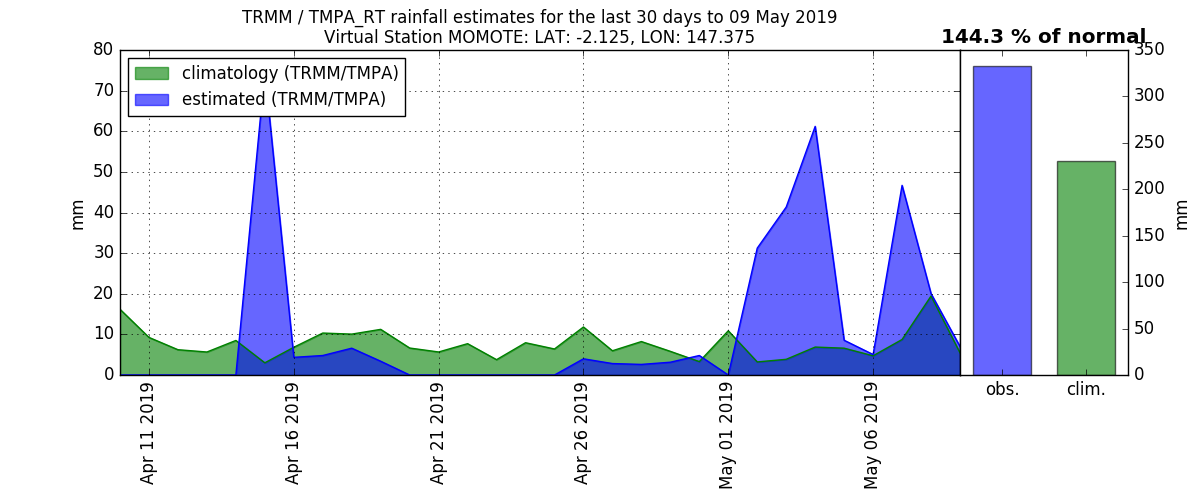 TRMM / TMPA_RT rainfall estimates for the last 30 days to 09 May 2019
Virtual Station MOMOTE: LAT: -2.125, LON: 147.375
144.3 % of normal
climatology (TRMM/TMPA)
estimated (TRMM/TMPA)
80
70
60
50
40
30
20
10
0
mm
Apr 11 2019
Apr 16 2019
Apr 21 2019
Apr 26 2019
May 01 2019
May 06 2019
obs.
clim.
350
300
250
200
150
100
50
0
mm